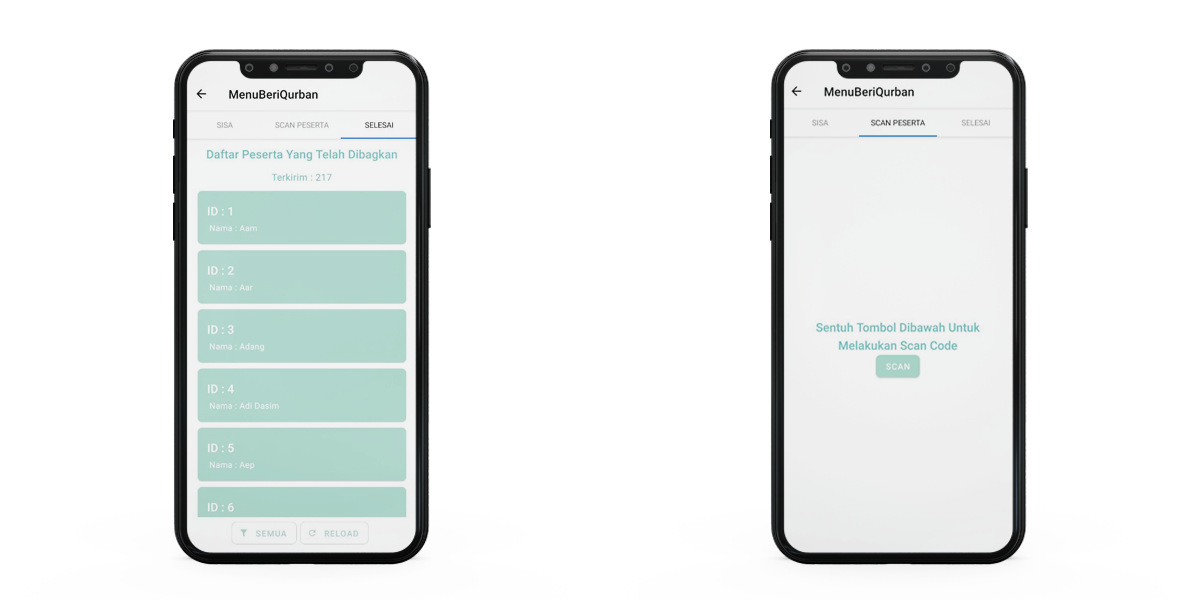 MenuBeriQurban
SISA SCAN PESERTA SELESAI
Daftar Peserta Yang Telah Dibagkan
Terkirim : 217
ID : 1
Nama : Aam
ID : 2
Nama : Aar
ID : 3
Nama : Adang
ID : 4
Nama : Adi Dasim
ID : 5
Nama : Aep
ID : 6
SEMUA RELOAD
MenuBeriQurban
SISA SCAN PESERTA SELESAI
Sentuh Tombol Dibawah Untuk
Melakukan Scan Code
SCAN